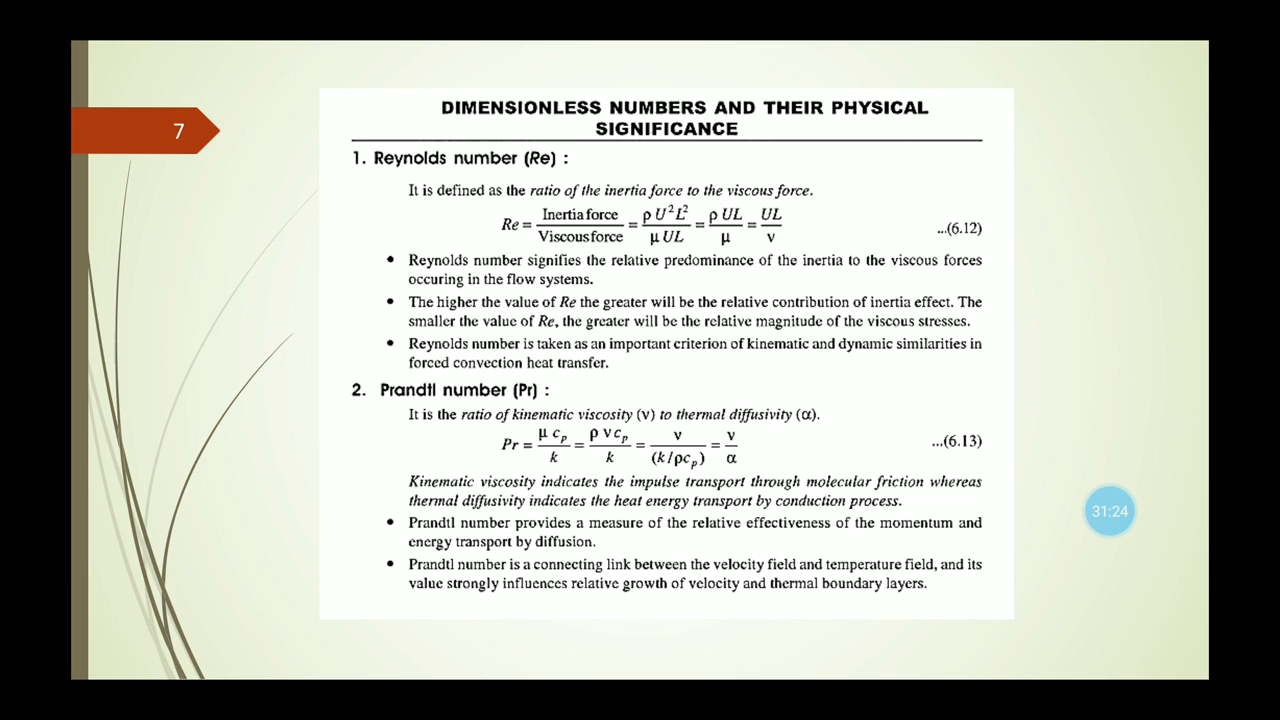 7
DIMENSIONLESS NUMBERS AND THEIR PHYSICAL
SIGNIFICANCE
1. Reynolds number (Re) :
It is defined as the ratio of the inertia force to the viscous force.
Re = Inertia force / Viscous force = ρ U²L² / μ UL = ρ UL / μ = UL / ν ...(6.12)
• Reynolds number signifies the relative predominance of the inertia to the viscous forces
occuring in the flow systems.
• The higher the value of Re the greater will be the relative contribution of inertia effect. The
smaller the value of Re, the greater will be the relative magnitude of the viscous stresses.
• Reynolds number is taken as an important criterion of kinematic and dynamic similarities in
forced convection heat transfer.
2. Prandtl number (Pr) :
It is the ratio of kinematic viscosity (ν) to thermal diffusivity (α).
Pr = μ cp / k = ρ ν cp / k = ν / (k/ρcp) = ν / α ...(6.13)
Kinematic viscosity indicates the impulse transport through molecular friction whereas
thermal diffusivity indicates the heat energy transport by conduction process.
• Prandtl number provides a measure of the relative effectiveness of the momentum and
energy transport by diffusion.
• Prandtl number is a connecting link between the velocity field and temperature field, and its
value strongly influences relative growth of velocity and thermal boundary layers.
31:24